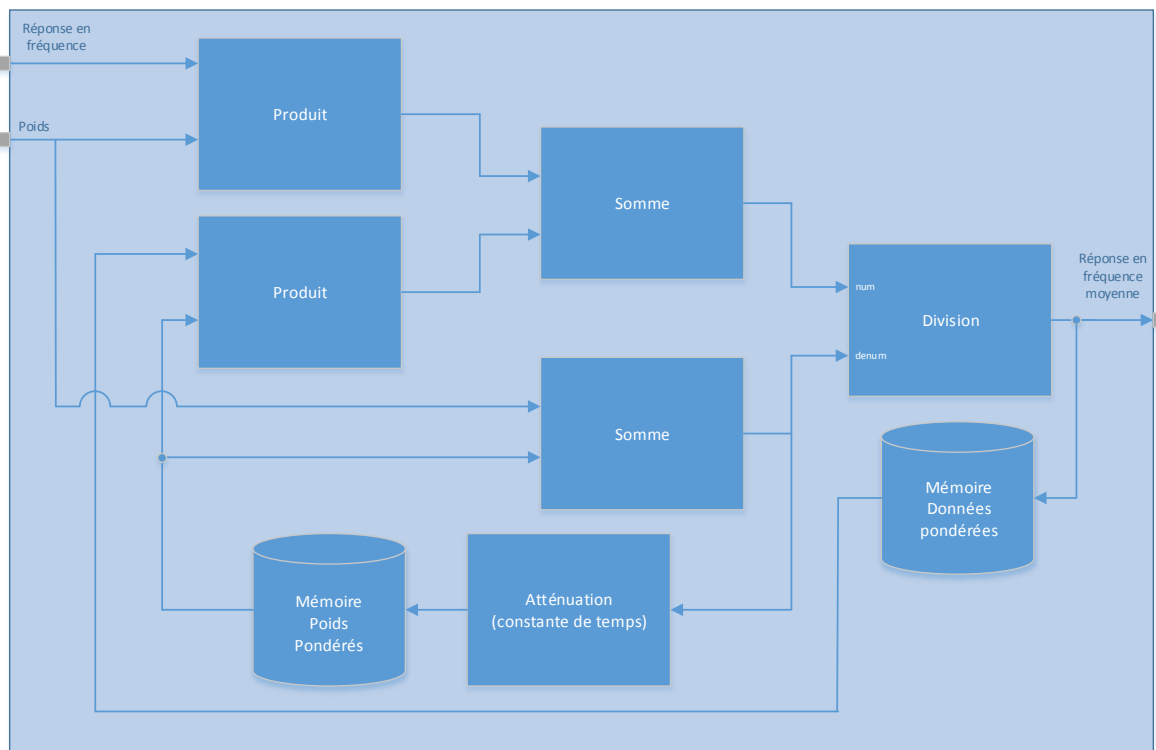 Réponse en
fréquence
Poids
Produit
Produit
Somme
Somme
num
Division
denum
Réponse en
fréquence
moyenne
Mémoire
Données
pondérées
Atténuation
(constante de temps)
Mémoire
Poids
Pondérés